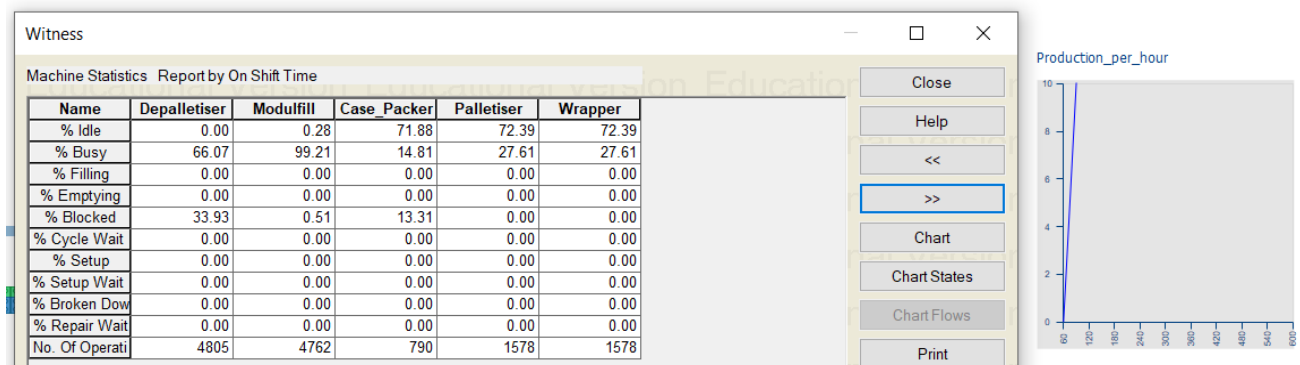 Witness
Machine Statistics Report by On Shift Time
Name Depalletiser Modulfill Case_Packer Palletiser Wrapper
% Idle 0.00 0.28 71.88 72.39 72.39
% Busy 66.07 99.21 14.81 27.61 27.61
% Filling 0.00 0.00 0.00 0.00 0.00
% Emptying 0.00 0.00 0.00 0.00 0.00
% Blocked 33.93 0.51 13.31 0.00 0.00
% Cycle Wait 0.00 0.00 0.00 0.00 0.00
% Setup 0.00 0.00 0.00 0.00 0.00
% Setup Wait 0.00 0.00 0.00 0.00 0.00
% Broken Dow 0.00 0.00 0.00 0.00 0.00
% Repair Wait 0.00 0.00 0.00 0.00 0.00
No. Of Operati 4805 4762 790 1578 1578
Close
Help
<<
>>
Chart
Chart States
Chart Flows
Print
Production_per_hour
10
8
6
4
2
0
60 120 180 240 300 360 420 480 540 600